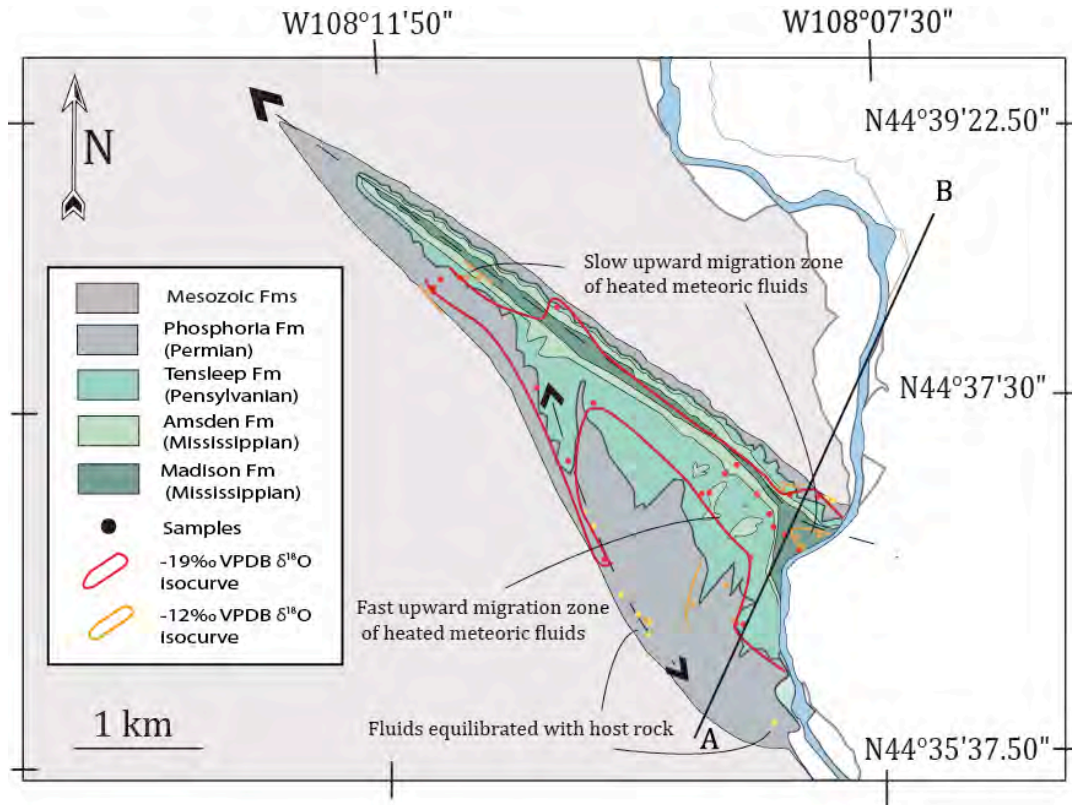 W108°11'50"
W108°07'30"
N44°39'22.50"
N
B
Slow upward migration zone
of heated meteoric fluids
Mesozoic Fms
Phosphoria Fm
(Permian)
Tensleep Fm
(Pensylvanian)
Amsden Fm
(Mississippian)
Madison Fm
(Mississippian)
Samples
-19‰ VPDB δ¹⁸O
isocurve
-12‰ VPDB δ¹⁸O
isocurve
N44°37'30"
Fast upward migration zone
of heated meteoric fluids
Fluids equilibrated with host rock
A
1 km
N44°35'37.50"